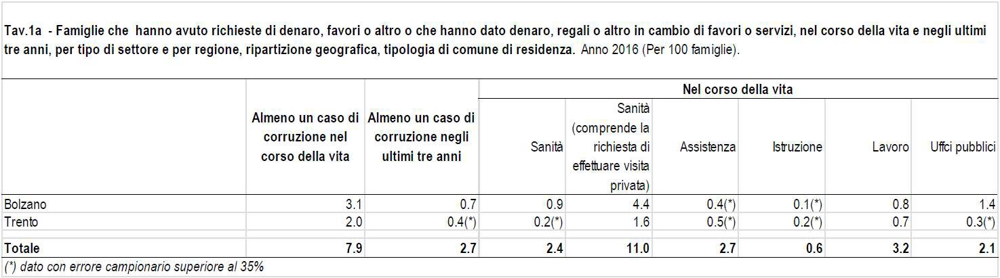 Tav.1a - Famiglie che hanno avuto richieste di denaro, favori o altro o che hanno dato denaro, regali o altro in cambio di favori o servizi, nel corso della vita e negli ultimi
tre anni, per tipo di settore e per regione, ripartizione geografica, tipologia di comune di residenza. Anno 2016 (Per 100 famiglie).
Nel corso della vita
Almeno un caso di
corruzione nel
corso della vita
Almeno un caso di
corruzione negli
ultimi tre anni
Sanità
Sanità
(comprende la
richiesta di
effettuare visita
privata)
Assistenza
Istruzione
Lavoro
Uffci pubblici
Bolzano 3.1 0.7 0.9 4.4 0.4(*) 0.1(*) 0.8 1.4
Trento 2.0 0.4(*) 0.2(*) 1.6 0.5(*) 0.2(*) 0.7 0.3(*)
Totale 7.9 2.7 2.4 11.0 2.7 0.6 3.2 2.1
(*) dato con errore campionario superiore al 35%